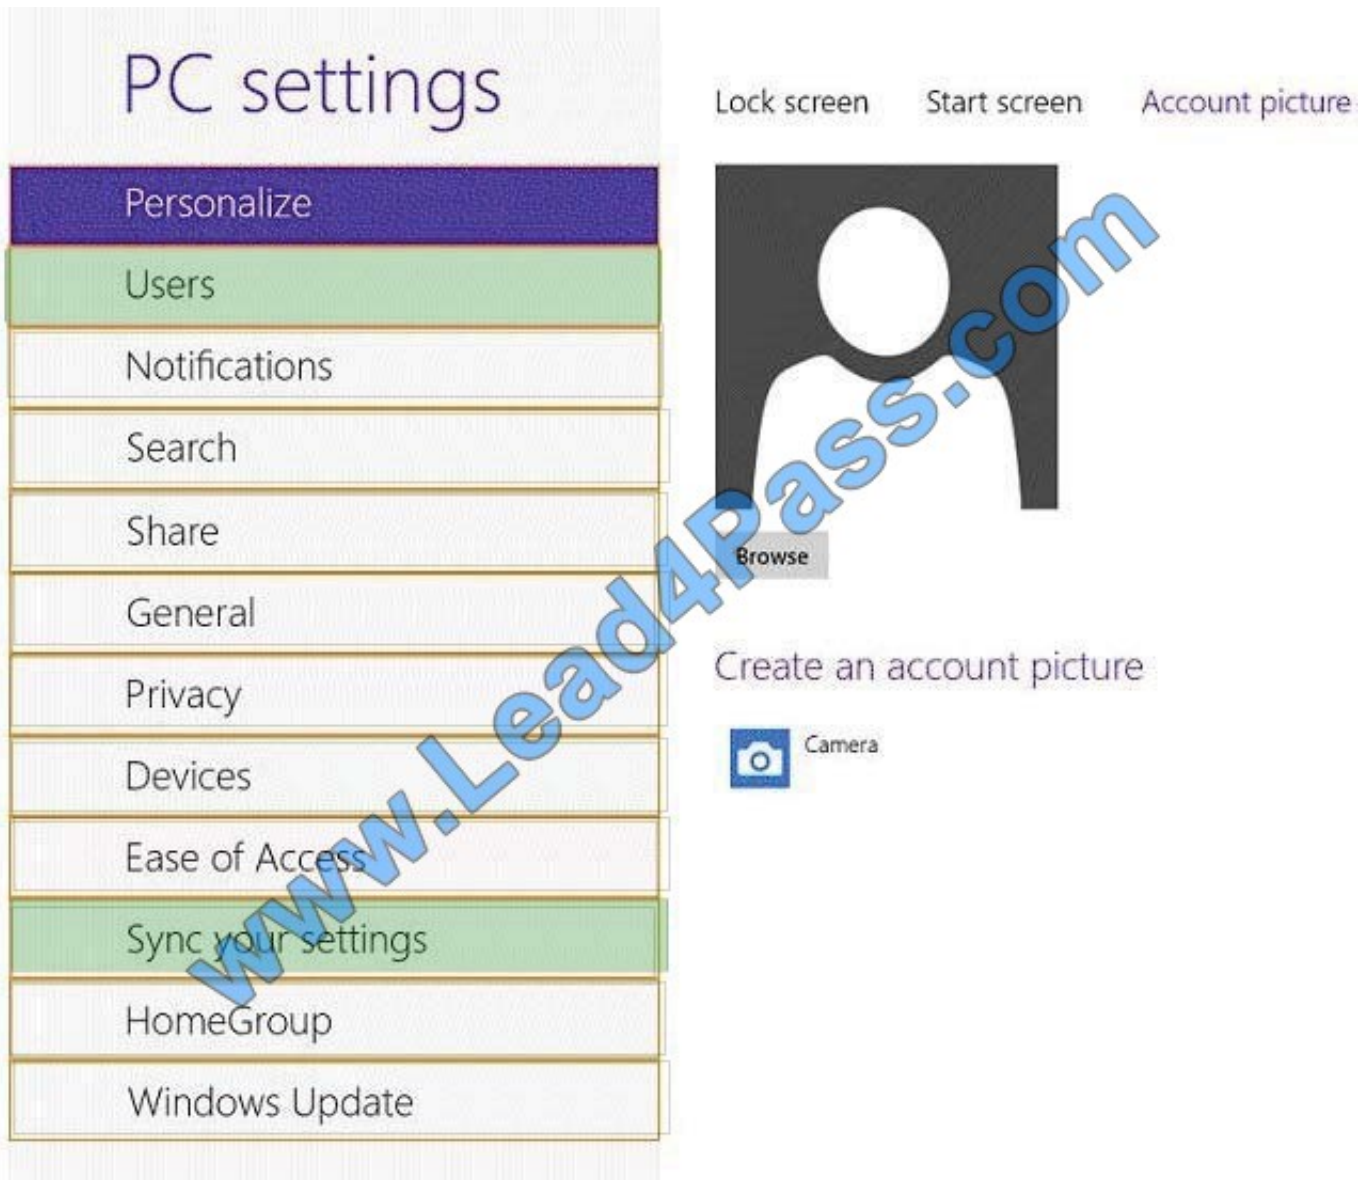 PC settings
Lock screen Start screen Account picture
Personalize
Users
Notifications
Search
Share
General
Privacy
Devices
Ease of Access
Sync your settings
HomeGroup
Windows Update
Browse
Create an account picture
Camera
www.Lead4Pass.com